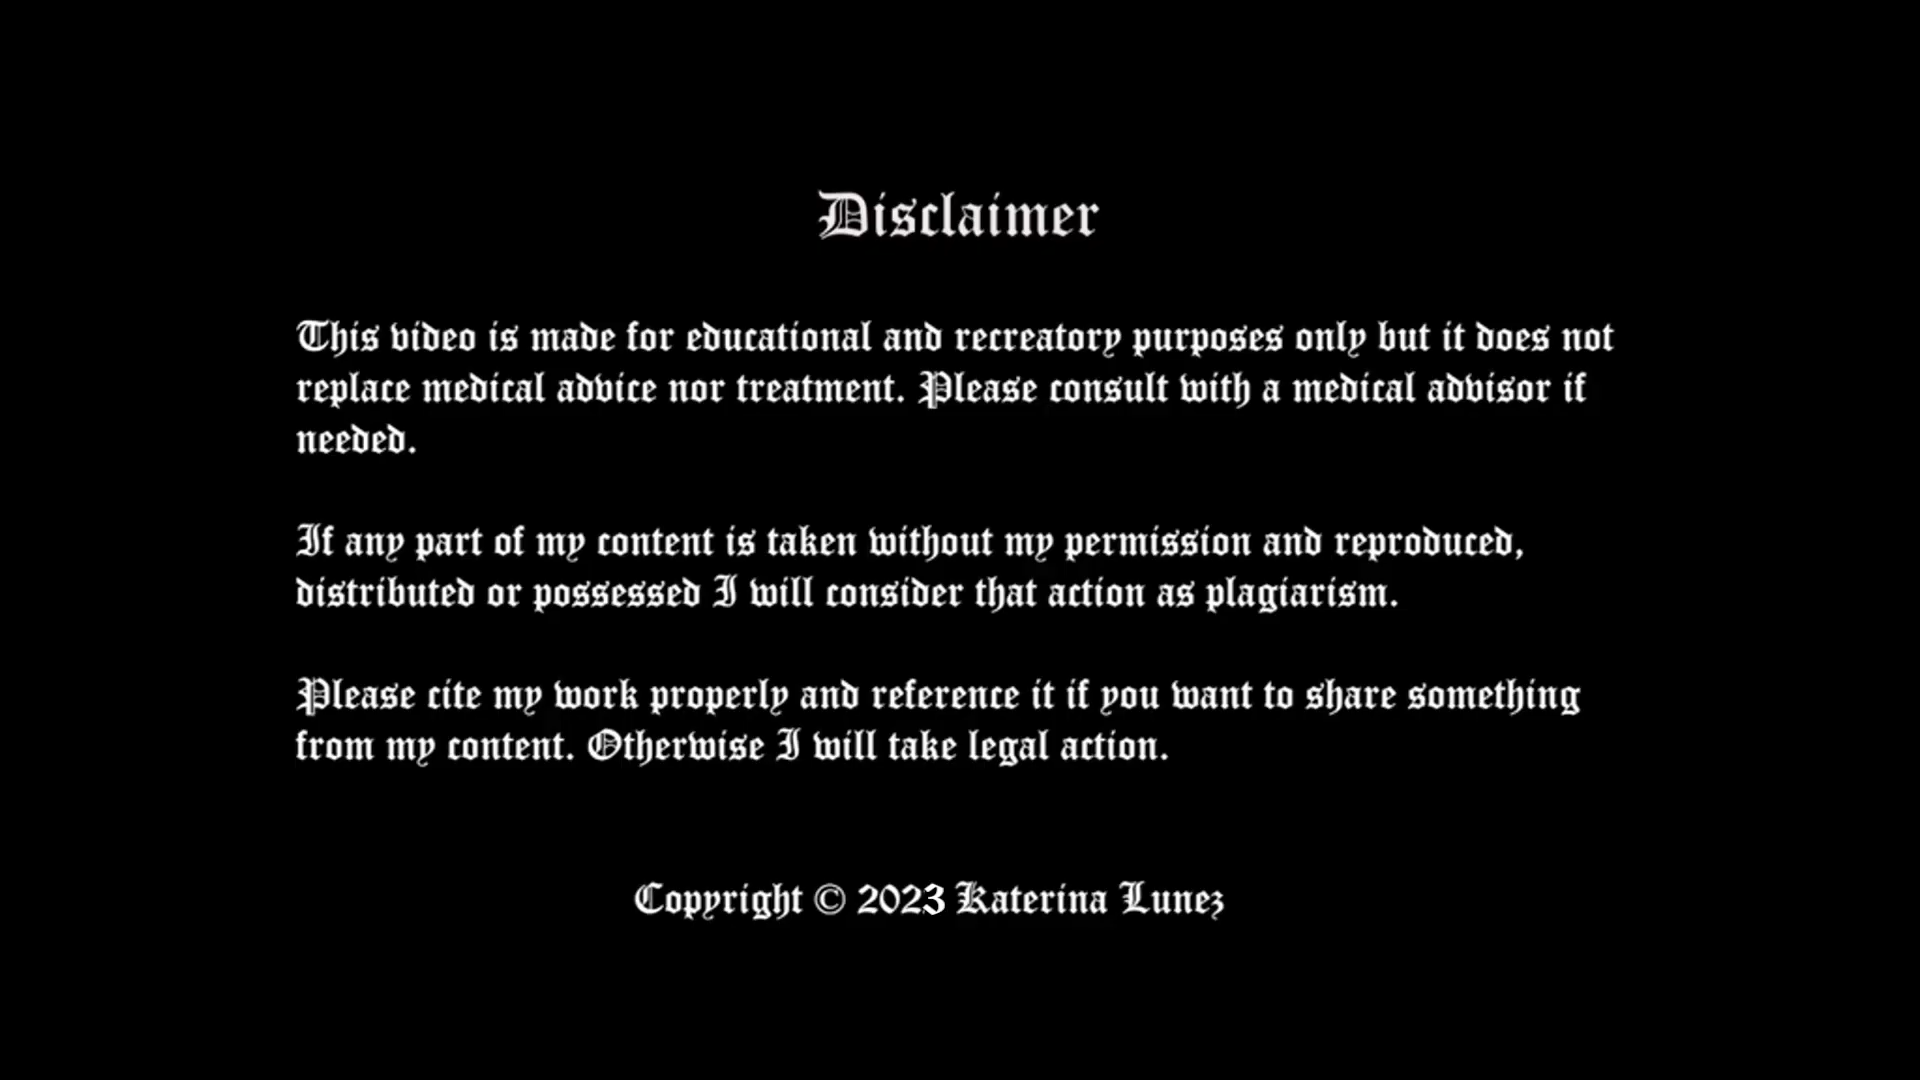 Disclaimer
This video is made for educational and recreatory purposes only but it does not
replace medical advice nor treatment. Please consult with a medical advisor if
needed.
If any part of my content is taken without my permission and reproduced,
distributed or possessed I will consider that action as plagiarism.
Please cite my work properly and reference it if you want to share something
from my content. Otherwise I will take legal action.
Copyright © 2023 Katerina Lunez